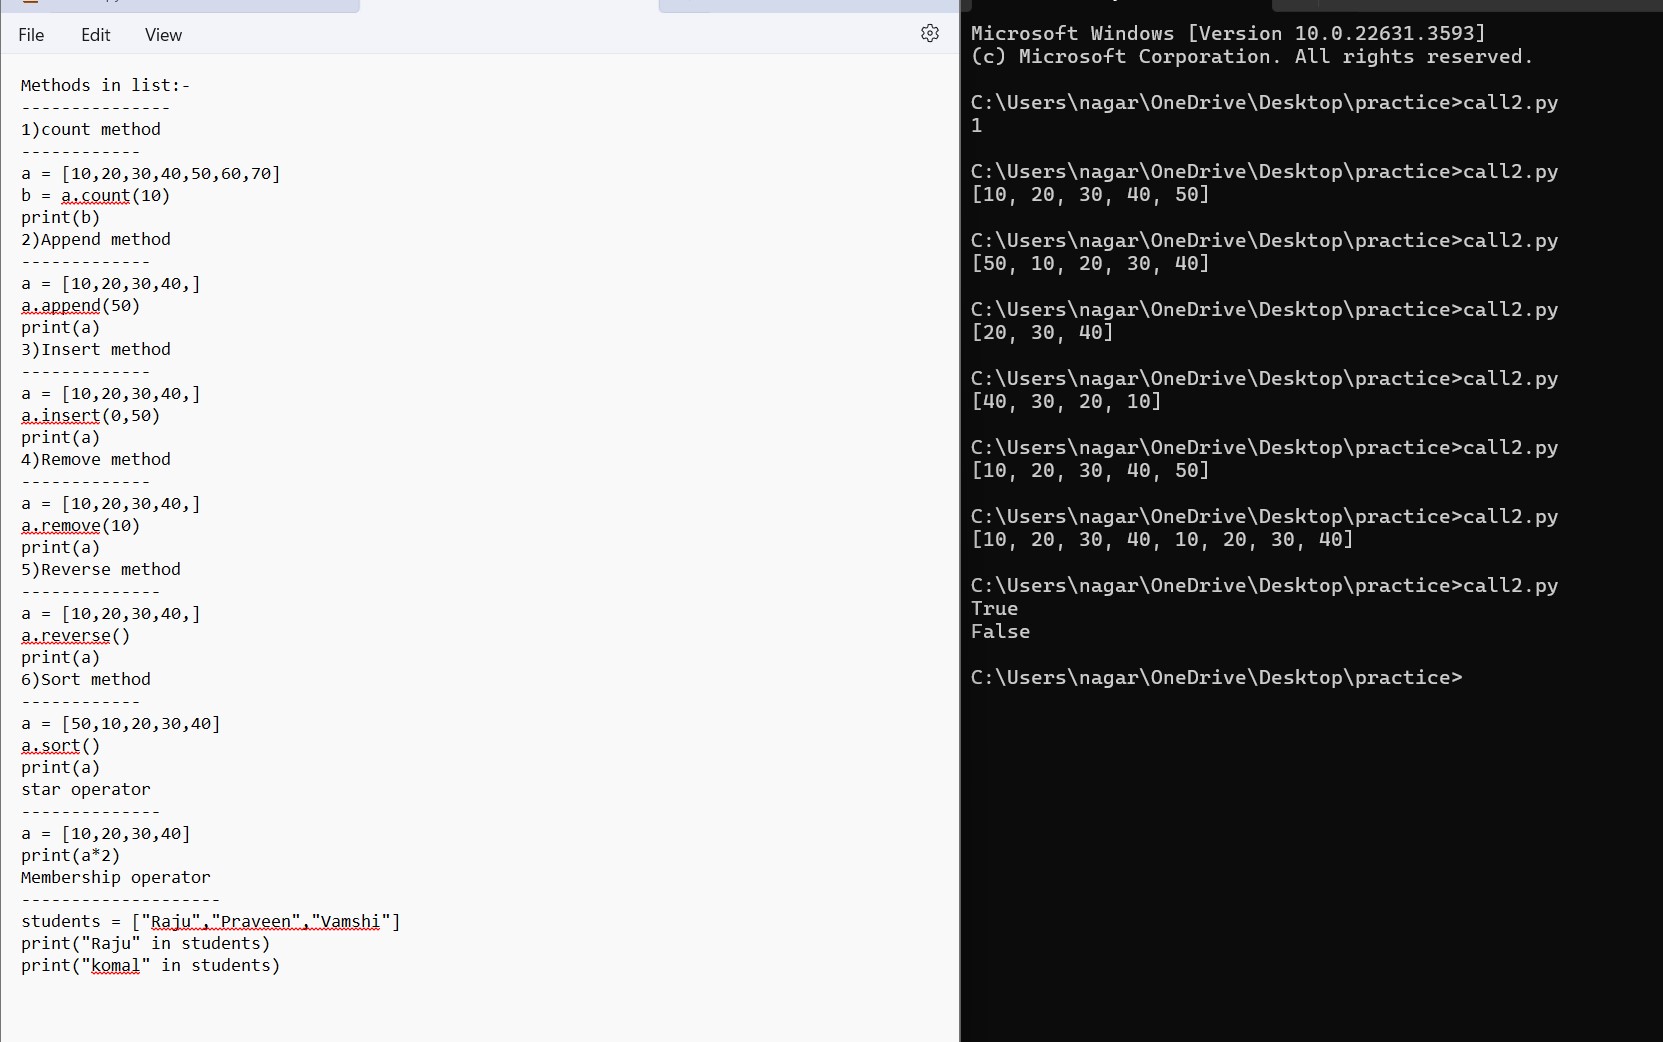 File Edit View
Methods in list:-
---------------
1)count method
------------
a = [10,20,30,40,50,60,70]
b = a.count(10)
print(b)
2)Append method
-------------
a = [10,20,30,40,]
a.append(50)
print(a)
3)Insert method
-------------
a = [10,20,30,40,]
a.insert(0,50)
print(a)
4)Remove method
-------------
a = [10,20,30,40,]
a.remove(10)
print(a)
5)Reverse method
--------------
a = [10,20,30,40,]
a.reverse()
print(a)
6)Sort method
------------
a = [50,10,20,30,40]
a.sort()
print(a)
star operator
--------------
a = [10,20,30,40]
print(a*2)
Membership operator
--------------------
students = ["Raju","Praveen","Vamshi"]
print("Raju" in students)
print("komal" in students)
Microsoft Windows [Version 10.0.22631.3593]
(c) Microsoft Corporation. All rights reserved.
C:\Users\nagar\OneDrive\Desktop\practice>call2.py
1
C:\Users\nagar\OneDrive\Desktop\practice>call2.py
[10, 20, 30, 40, 50]
C:\Users\nagar\OneDrive\Desktop\practice>call2.py
[50, 10, 20, 30, 40]
C:\Users\nagar\OneDrive\Desktop\practice>call2.py
[20, 30, 40]
C:\Users\nagar\OneDrive\Desktop\practice>call2.py
[40, 30, 20, 10]
C:\Users\nagar\OneDrive\Desktop\practice>call2.py
[10, 20, 30, 40, 50]
C:\Users\nagar\OneDrive\Desktop\practice>call2.py
[10, 20, 30, 40, 10, 20, 30, 40]
C:\Users\nagar\OneDrive\Desktop\practice>call2.py
True
False
C:\Users\nagar\OneDrive\Desktop\practice>